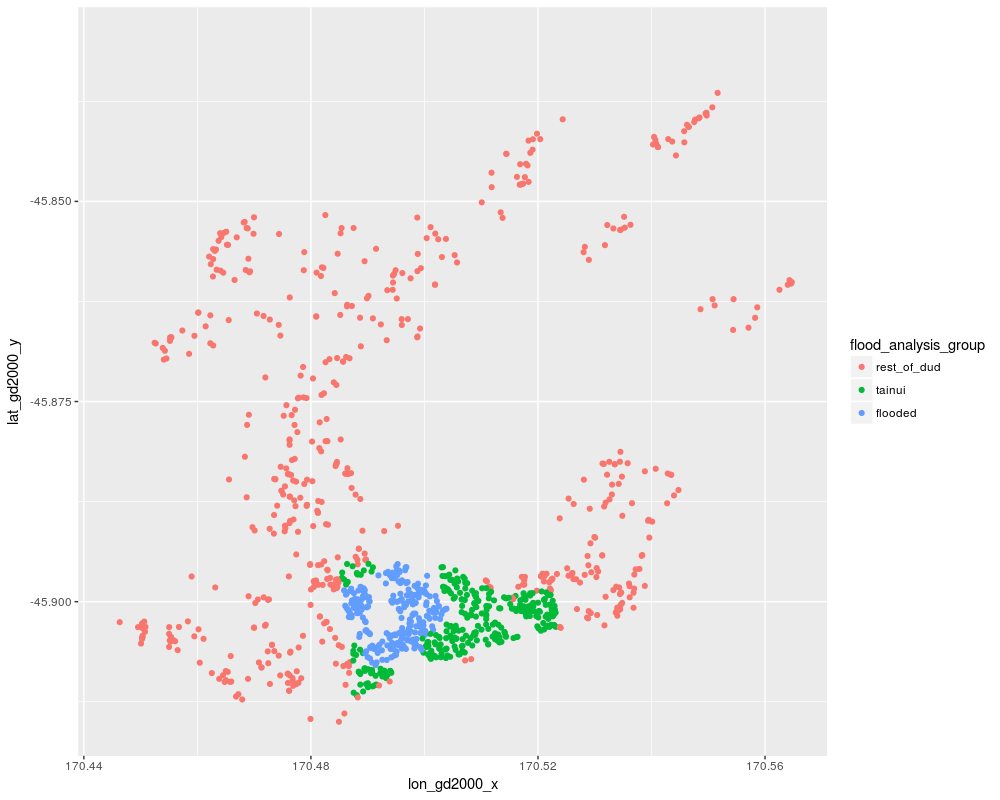 lat_gd2000_y
-45.850
-45.875
-45.900
170.44
170.48
170.52
170.56
lon_gd2000_x
flood_analysis_group
rest_of_dud
tainui
flooded